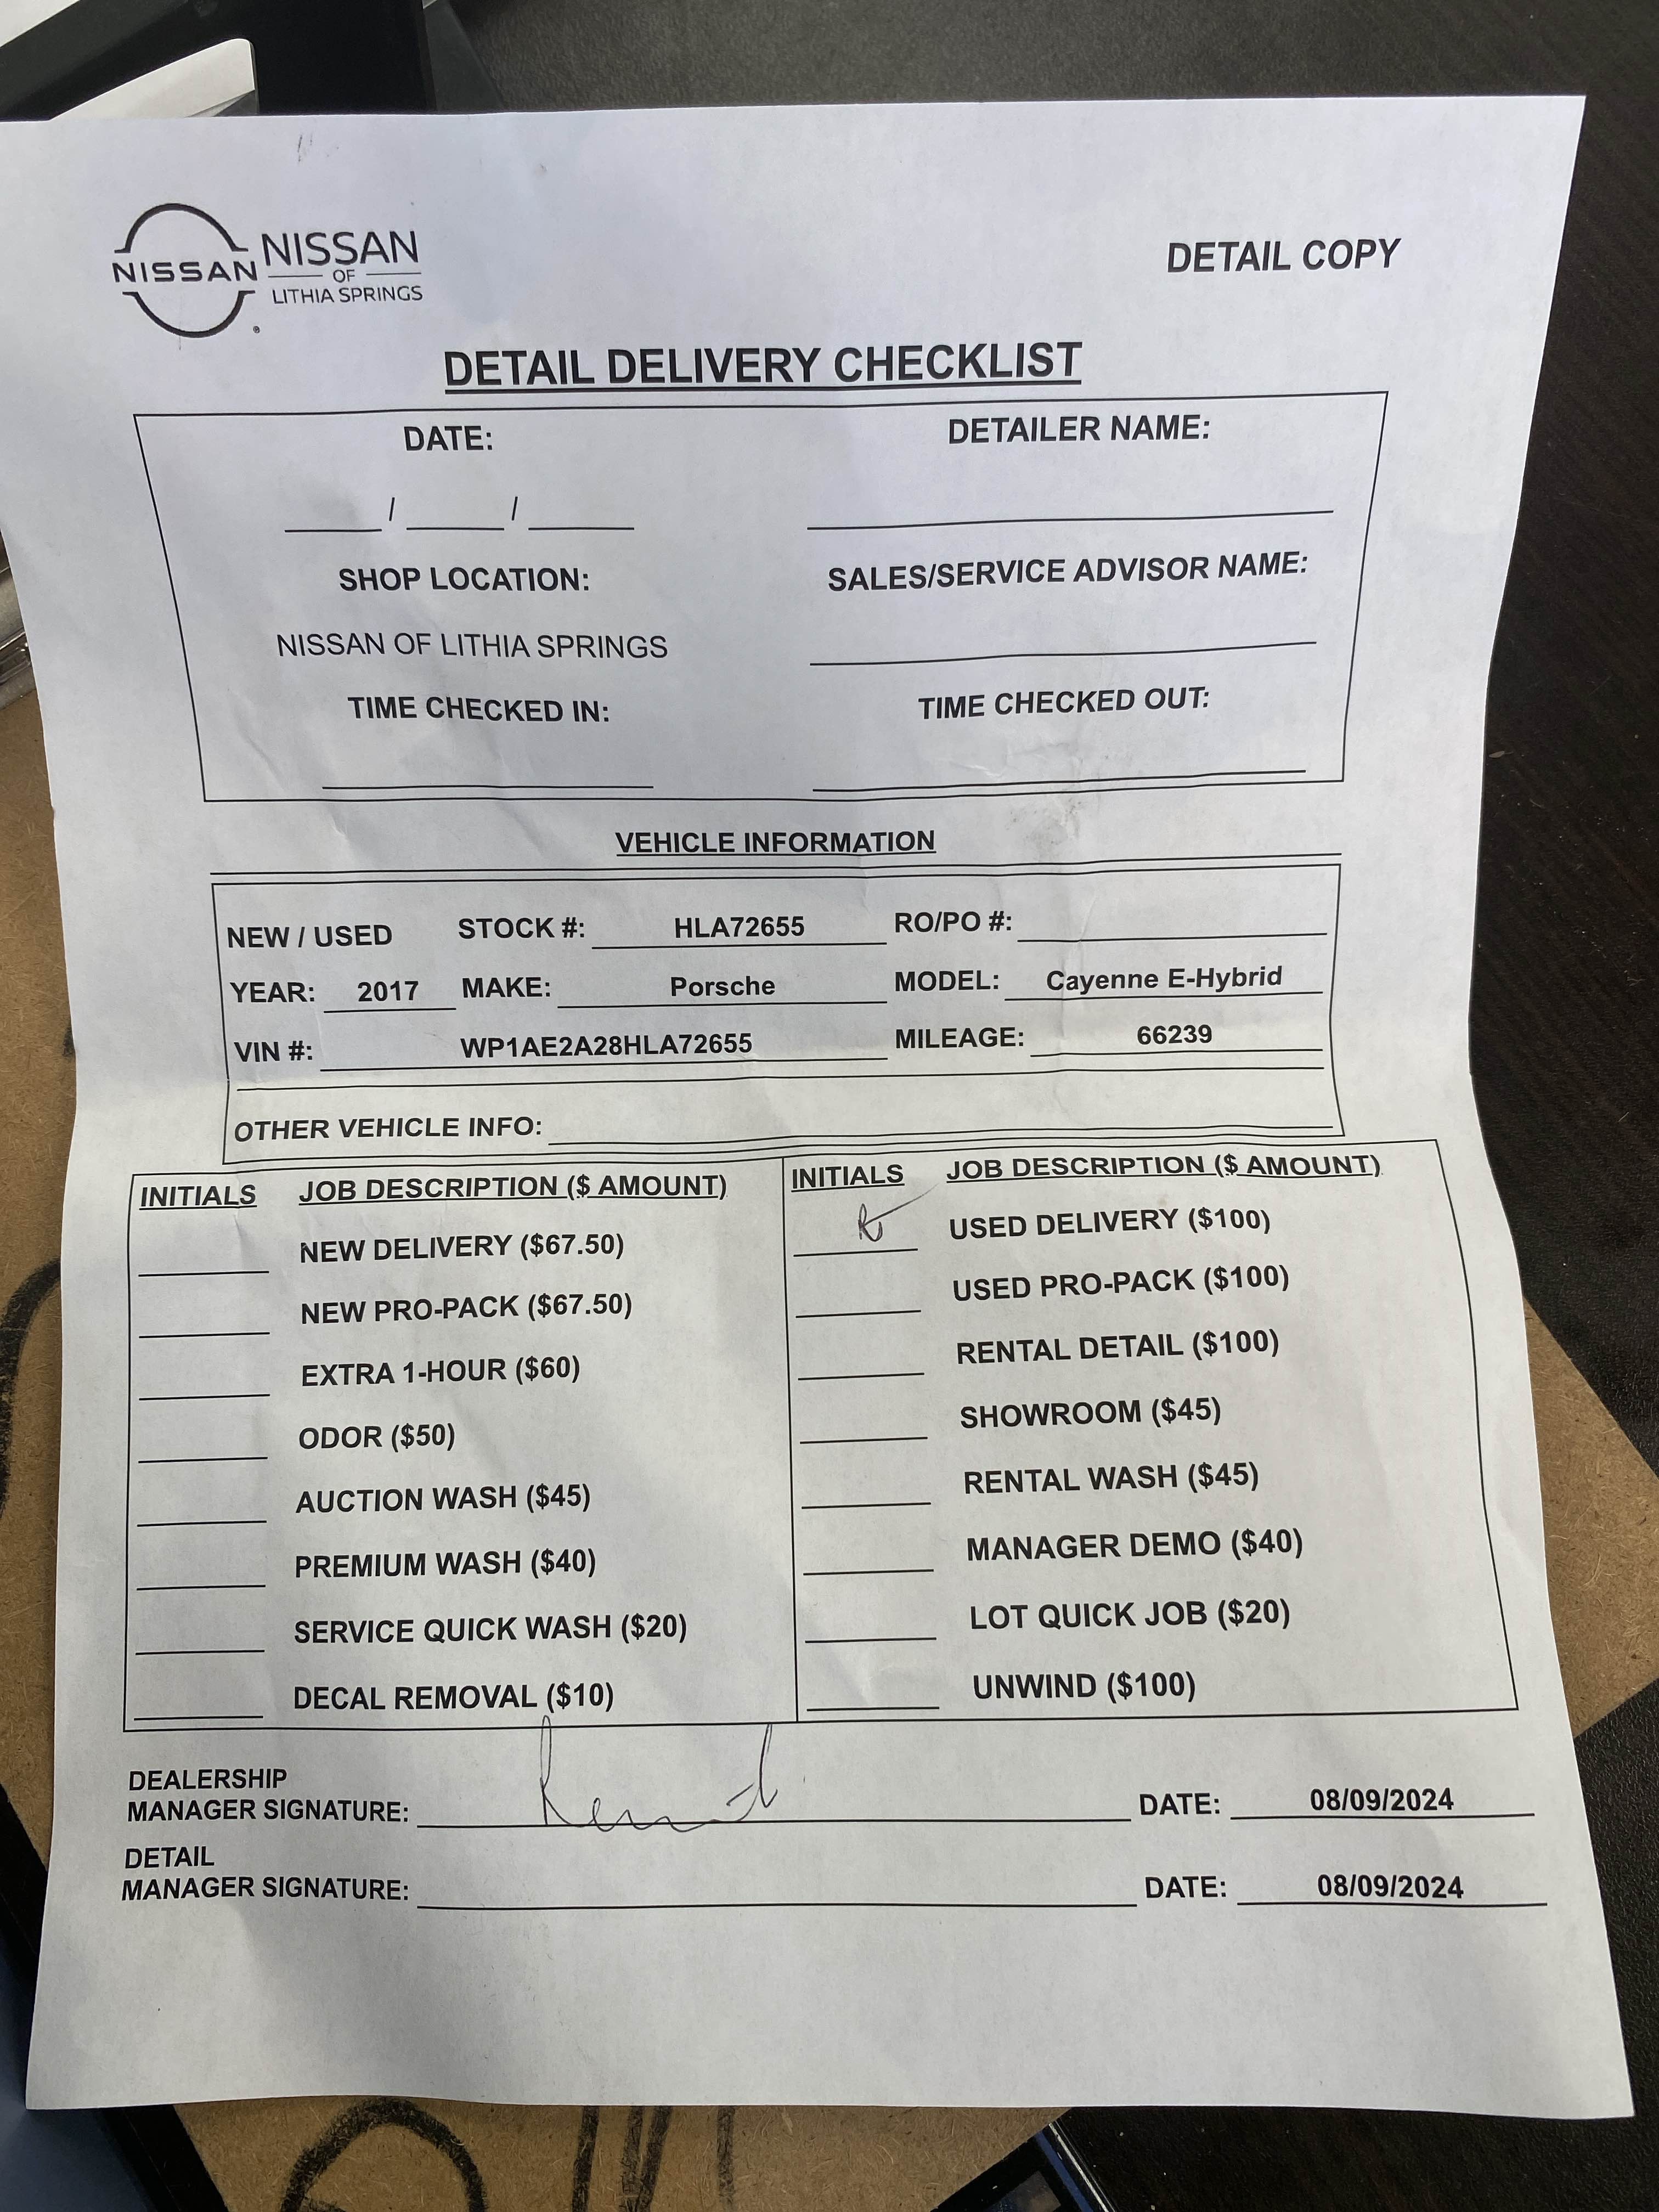 NISSAN
NISSAN
OF
LITHIA SPRINGS
DETAIL COPY
DETAIL DELIVERY CHECKLIST
DATE: DETAILER NAME:
____ / ____ / ____ ____
SHOP LOCATION: SALES/SERVICE ADVISOR NAME:
NISSAN OF LITHIA SPRINGS
TIME CHECKED IN: TIME CHECKED OUT:
VEHICLE INFORMATION
NEW / USED STOCK #: HLA72655 RO/PO #:
YEAR: 2017 MAKE: Porsche MODEL: Cayenne E-Hybrid
VIN #: WP1AE2A28HLA72655 MILEAGE: 66239
OTHER VEHICLE INFO:
INITIALS JOB DESCRIPTION ($ AMOUNT) INITIALS JOB DESCRIPTION ($ AMOUNT)
NEW DELIVERY ($67.50) USED DELIVERY ($100)
NEW PRO-PACK ($67.50) USED PRO-PACK ($100)
EXTRA 1-HOUR ($60) RENTAL DETAIL ($100)
ODOR ($50) SHOWROOM ($45)
AUCTION WASH ($45) RENTAL WASH ($45)
PREMIUM WASH ($40) MANAGER DEMO ($40)
SERVICE QUICK WASH ($20) LOT QUICK JOB ($20)
DECAL REMOVAL ($10) UNWIND ($100)
DEALERSHIP
MANAGER SIGNATURE: DATE: 08/09/2024
DETAIL
MANAGER SIGNATURE: DATE: 08/09/2024